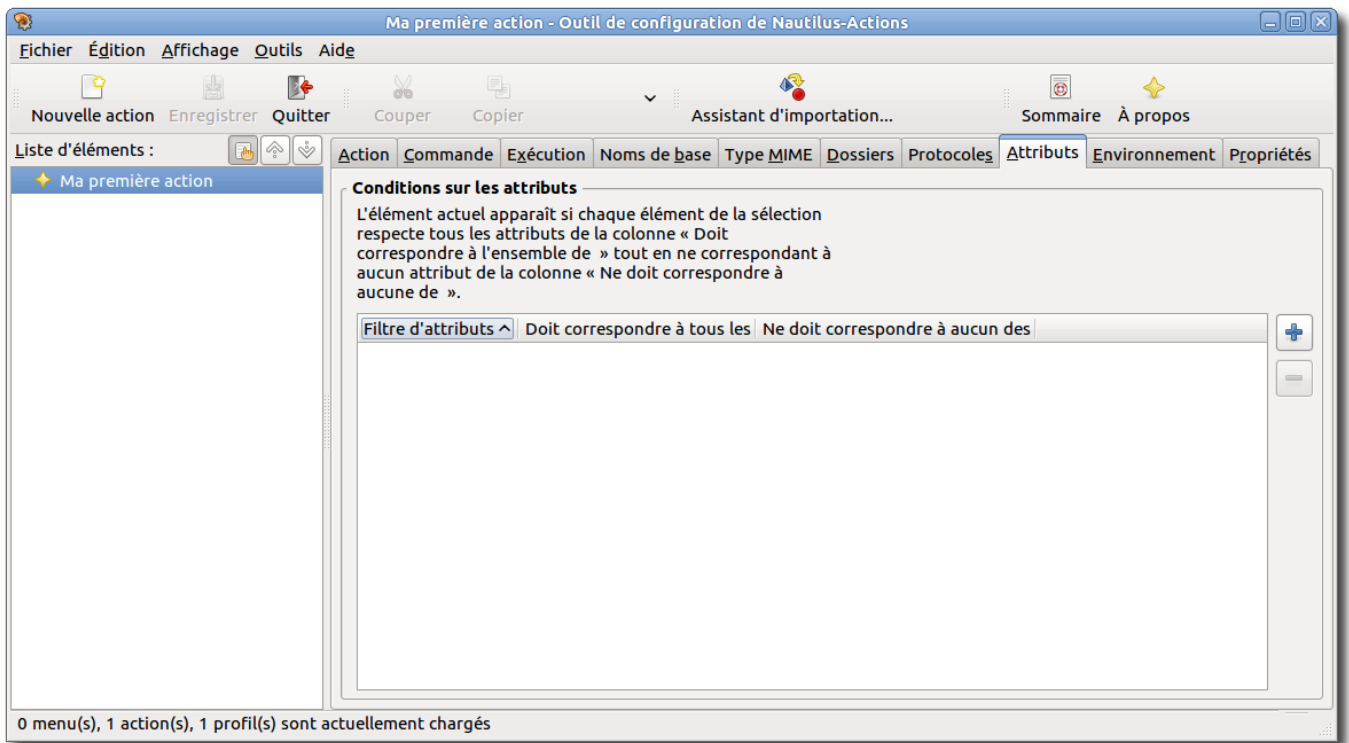 Ma première action - Outil de configuration de Nautilus-Actions
Fichier Édition Affichage Outils Aide
Nouvelle action Enregistrer Quitter Couper Copier Assistant d'importation... Sommaire À propos
Liste d'éléments :
Action Commande Exécution Noms de base Type MIME Dossiers Protocoles Attributs Environnement Propriétés
Ma première action
Conditions sur les attributs
L'élément actuel apparaît si chaque élément de la sélection
respecte tous les attributs de la colonne « Doit
correspondre à l'ensemble de  » tout en ne correspondant à
aucun attribut de la colonne « Ne doit correspondre à
aucune de  ».
Filtre d'attributs Doit correspondre à tous les Ne doit correspondre à aucun des
0 menu(s), 1 action(s), 1 profil(s) sont actuellement chargés